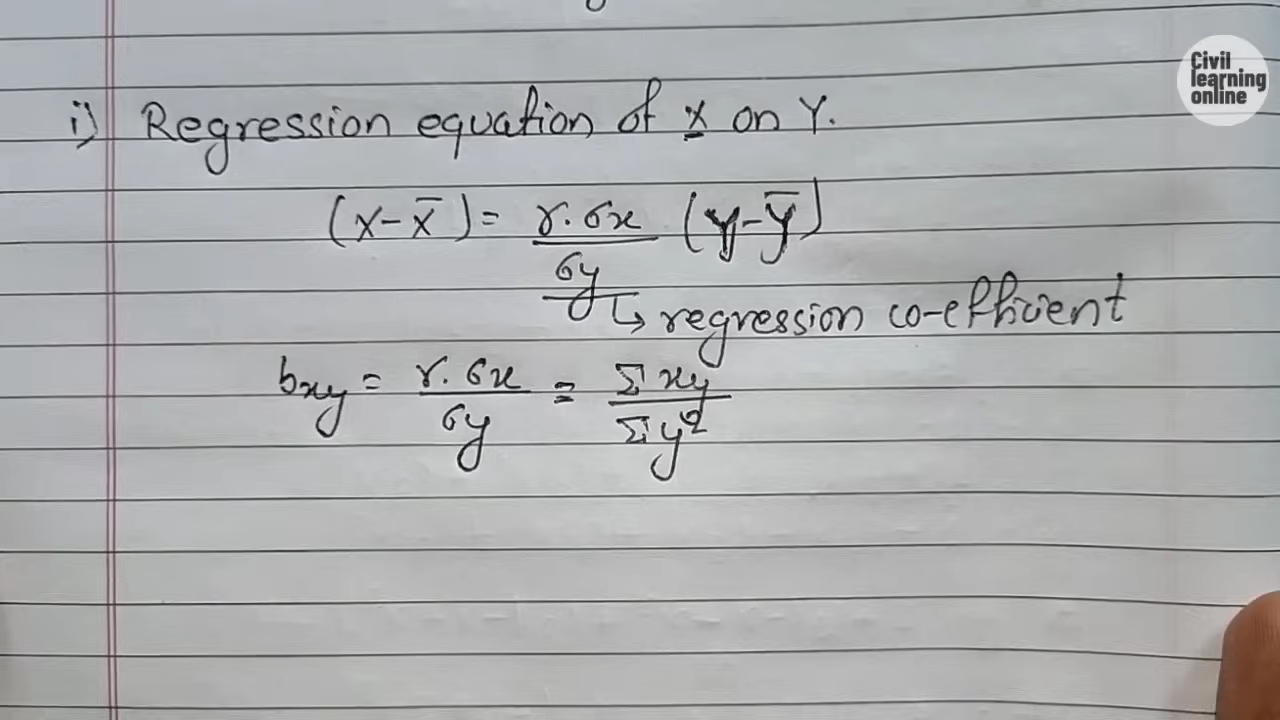 Civil
learning
online
i) Regression equation of X on Y.
(X-X̄) = r.σx/σy (y-ȳ)
↳ regression co-efficient
bxy = r.σx/σy = Σxy/Σy²